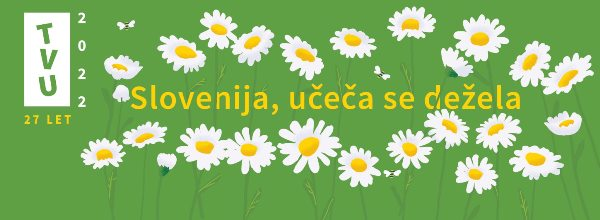 TVU
2022
27 LET
Slovenija, učeča se dežela